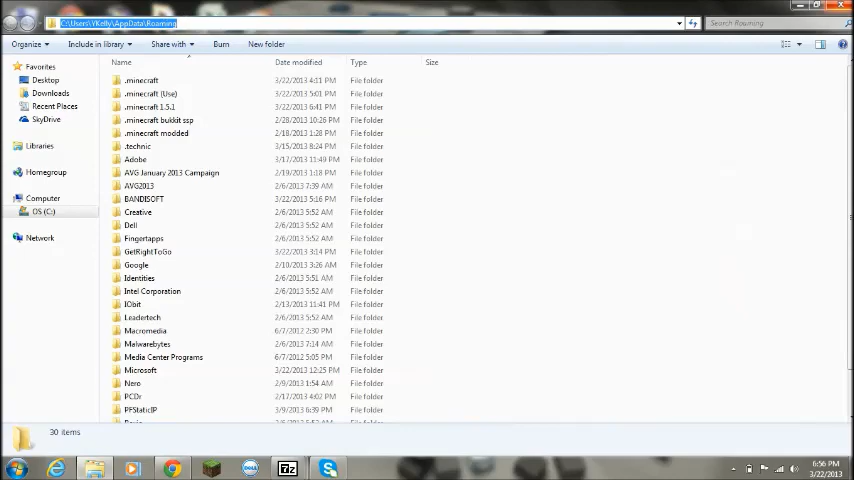 C:\Users\YKelly\AppData\Roaming
Search Roaming
Organize Include in library Share with Burn New folder
Name Date modified Type Size
Favorites
Desktop
Downloads
Recent Places
SkyDrive
Libraries
Homegroup
Computer
OS (C:)
Network
.minecraft 3/22/2013 4:11 PM File folder
.minecraft (Use) 3/22/2013 5:01 PM File folder
.minecraft 1.5.1 3/22/2013 6:41 PM File folder
.minecraft bukkit ssp 2/28/2013 10:26 PM File folder
.minecraft modded 2/18/2013 1:28 PM File folder
.technic 3/15/2013 8:24 PM File folder
Adobe 3/17/2013 11:49 PM File folder
AVG January 2013 Campaign 2/19/2013 1:18 PM File folder
AVG2013 2/6/2013 7:39 AM File folder
BANDISOFT 3/22/2013 5:16 PM File folder
Creative 2/6/2013 5:52 AM File folder
Dell 2/6/2013 5:52 AM File folder
Fingertapps 2/6/2013 5:52 AM File folder
GetRightToGo 3/22/2013 3:14 PM File folder
Google 2/10/2013 3:26 AM File folder
Identities 2/6/2013 5:51 AM File folder
Intel Corporation 2/6/2013 5:52 AM File folder
IObit 2/13/2013 11:41 PM File folder
Leadertech 2/6/2013 5:52 AM File folder
Macromedia 6/7/2012 2:30 PM File folder
Malwarebytes 2/6/2013 7:14 AM File folder
Media Center Programs 6/7/2012 5:05 PM File folder
Microsoft 3/22/2013 12:25 PM File folder
Nero 2/9/2013 1:54 AM File folder
PCDr 2/17/2013 4:02 PM File folder
PFStaticIP 3/9/2013 6:39 PM File folder
30 items
DELL
7z
6:56 PM
3/22/2013